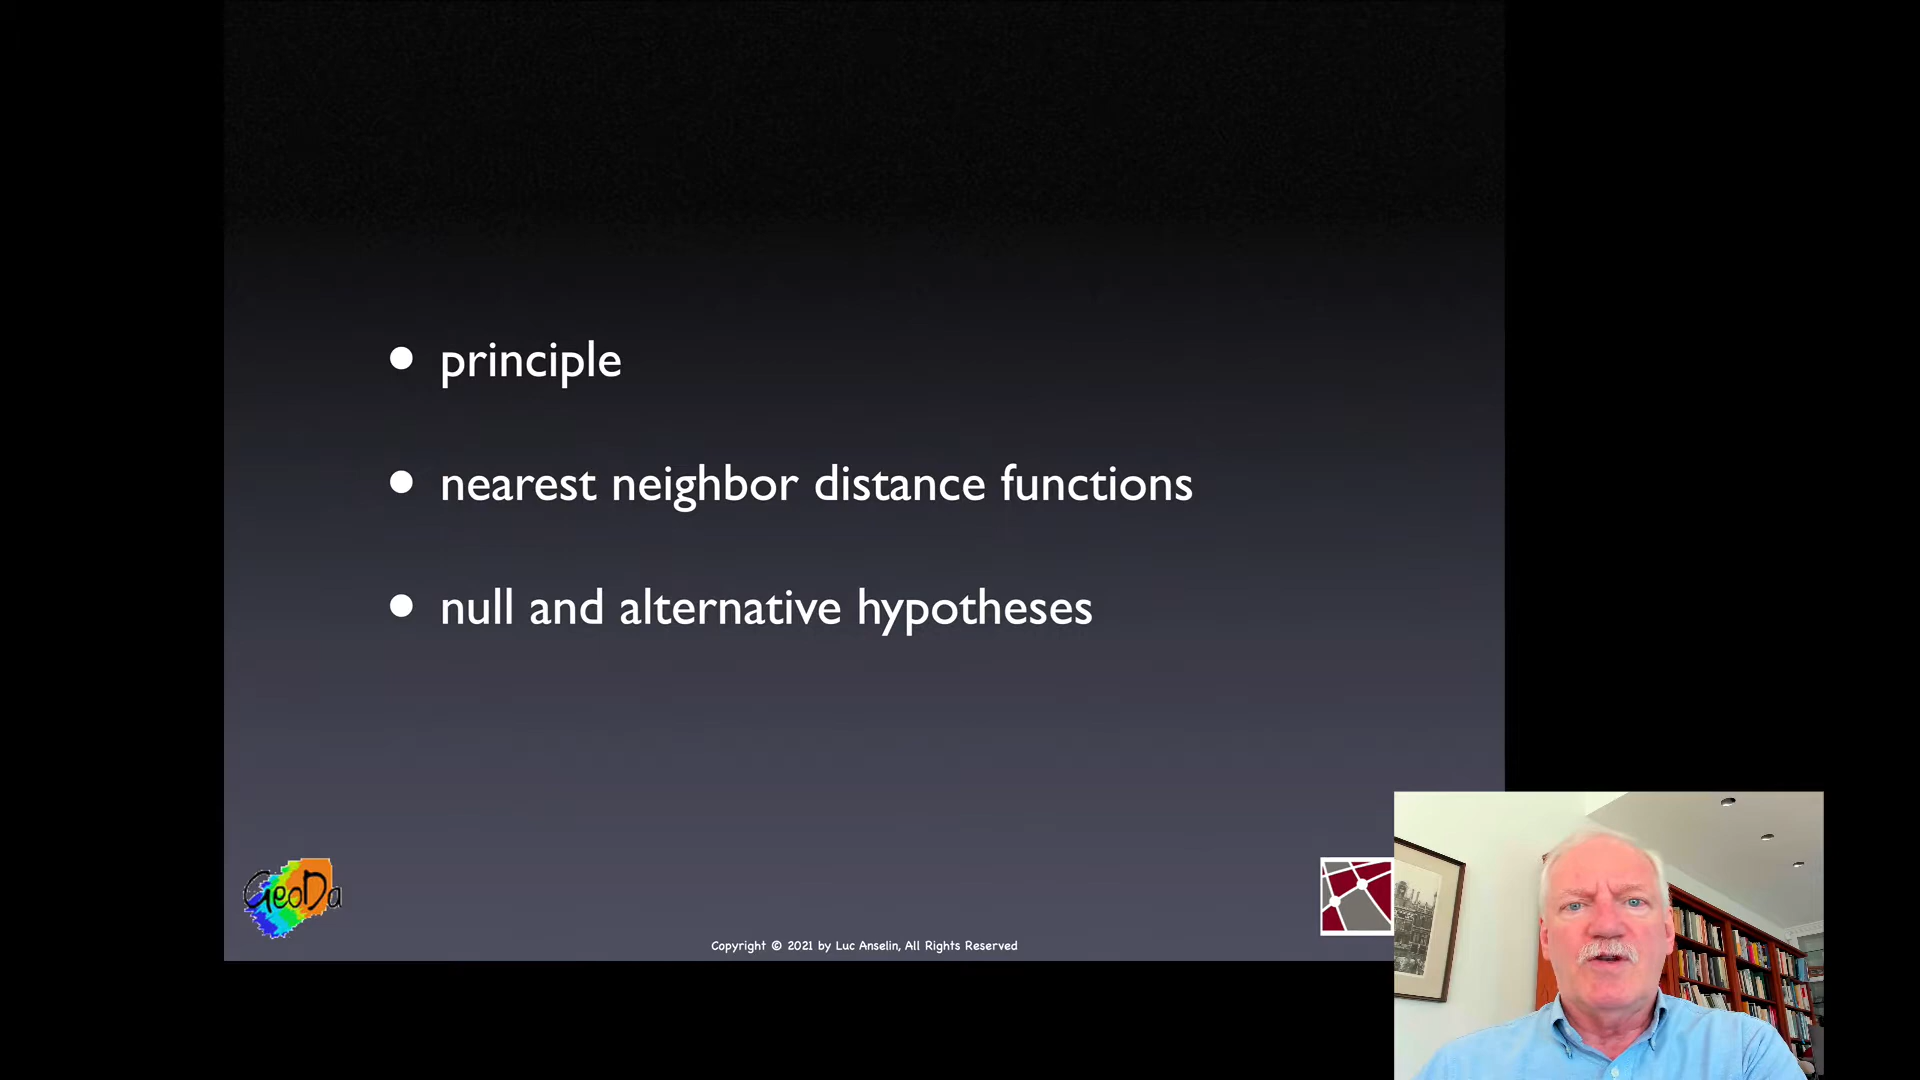 principle
nearest neighbor distance functions
null and alternative hypotheses
GeoDa
Copyright © 2021 by Luc Anselin, All Rights Reserved